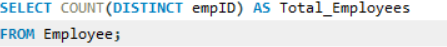 SELECT COUNT(DISTINCT empID) AS Total_Employees
FROM Employee;